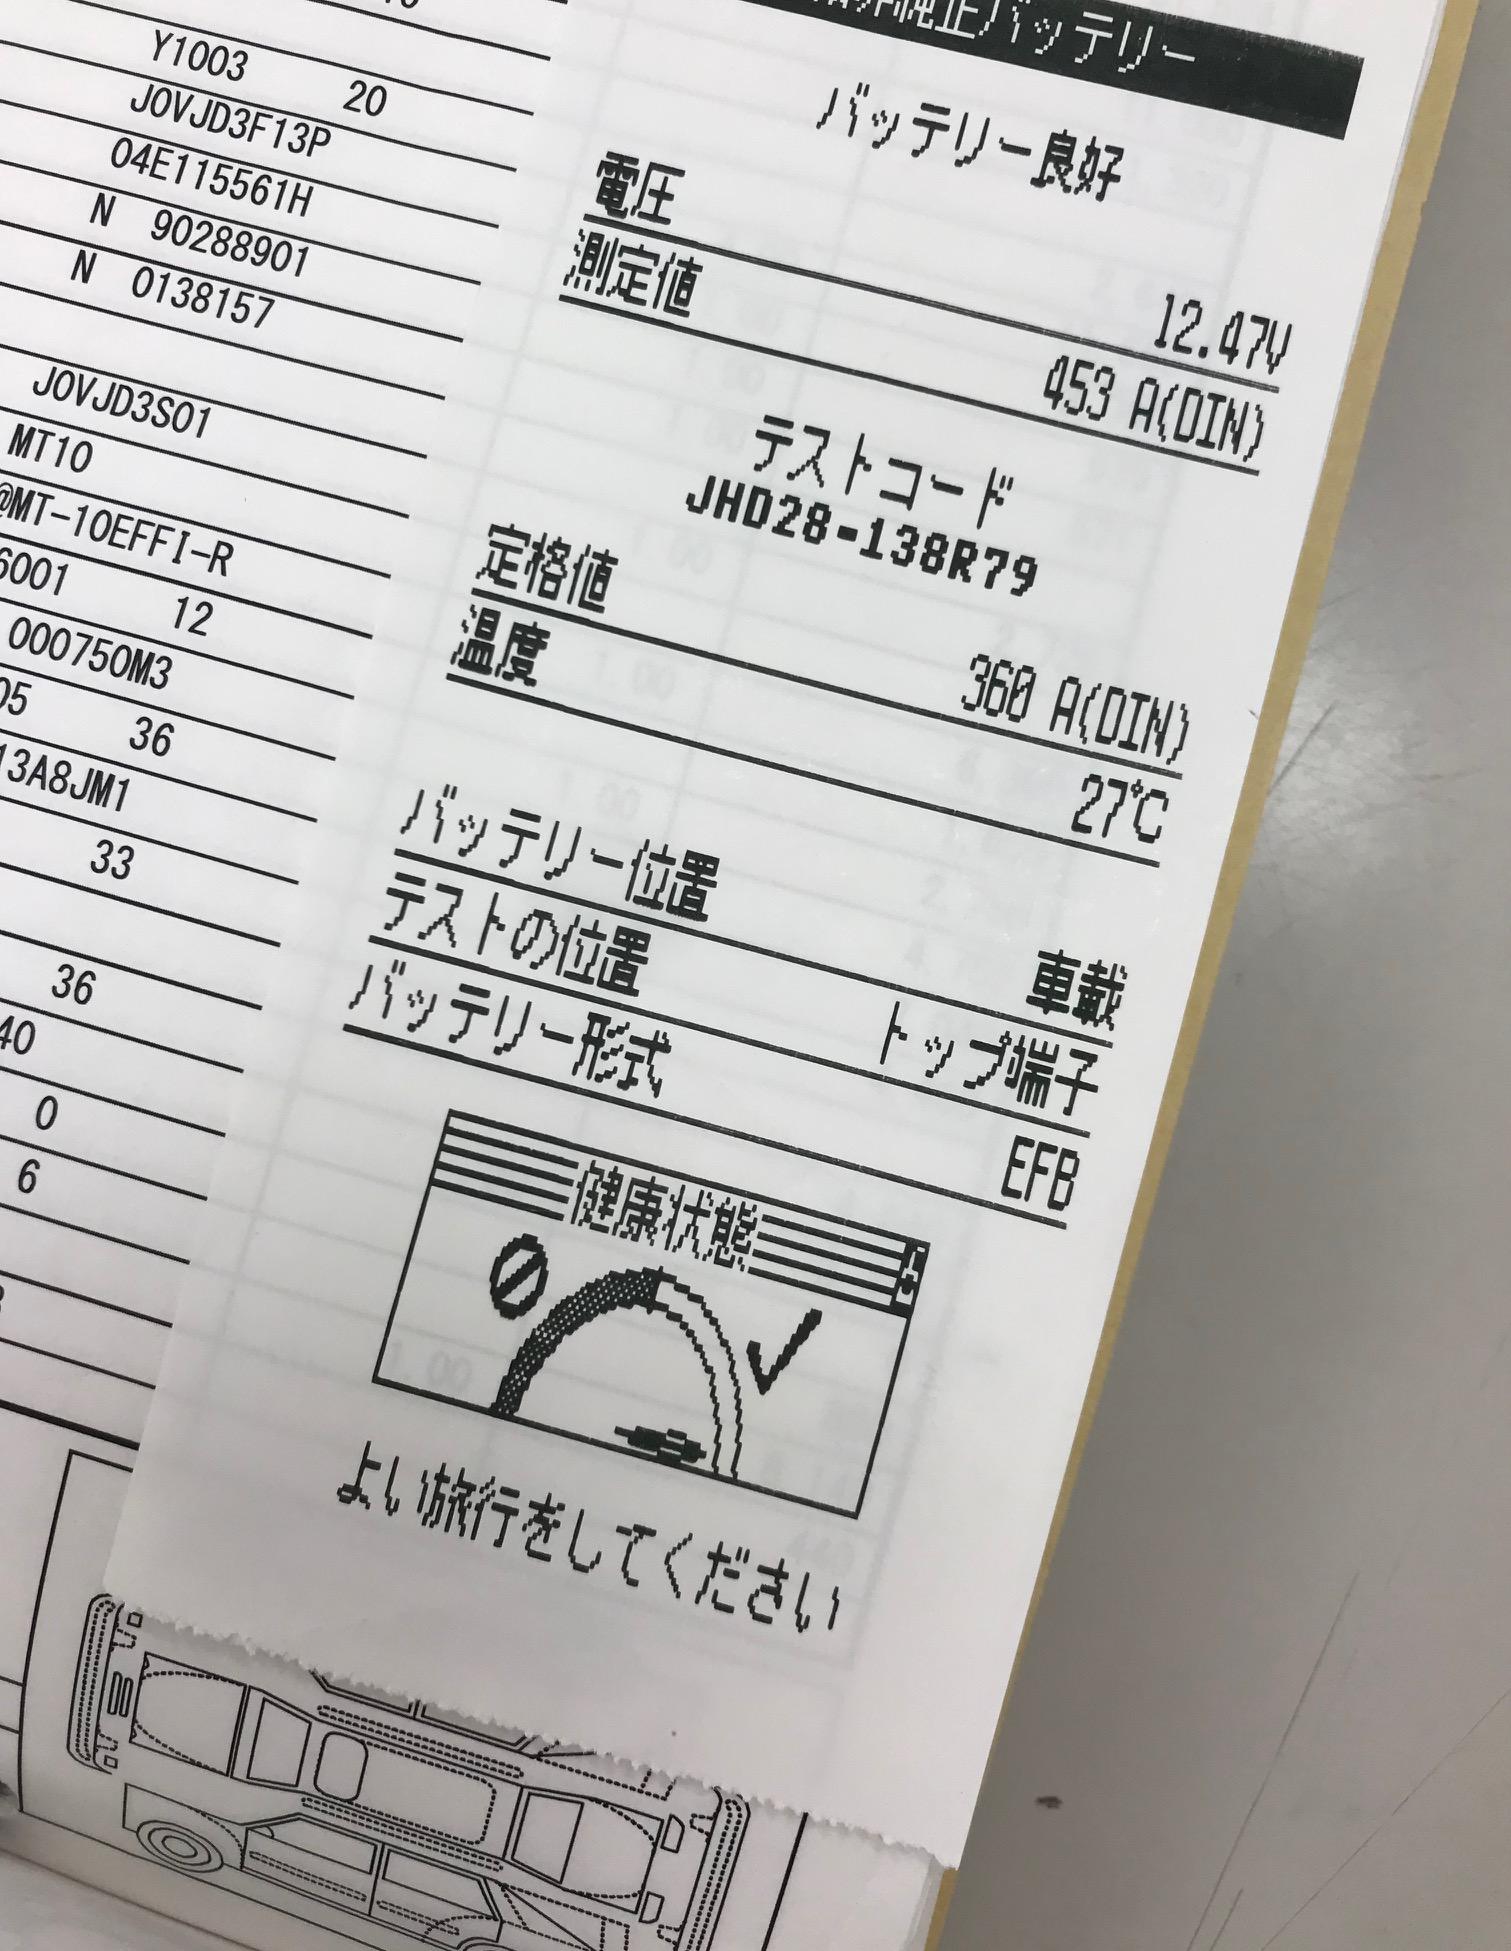 Y1003 20
J0VJD3F13P
04E115561H
N 90288901
N 0138157
J0VJD3S01
MT10
@MT-10EFFI-R
6001 12
000750M3
05 36
13A8JM1
33
36
40
0
6
純正バッテリー
バッテリー良好
電圧 12.47V
測定値 453 A(DIN)
テストコード
JHD28-138R79
定格値 360 A(DIN)
温度 27℃
バッテリー位置 車載
テストの位置 トップ端子
バッテリー形式 EFB
健康状態
よい旅行をしてください